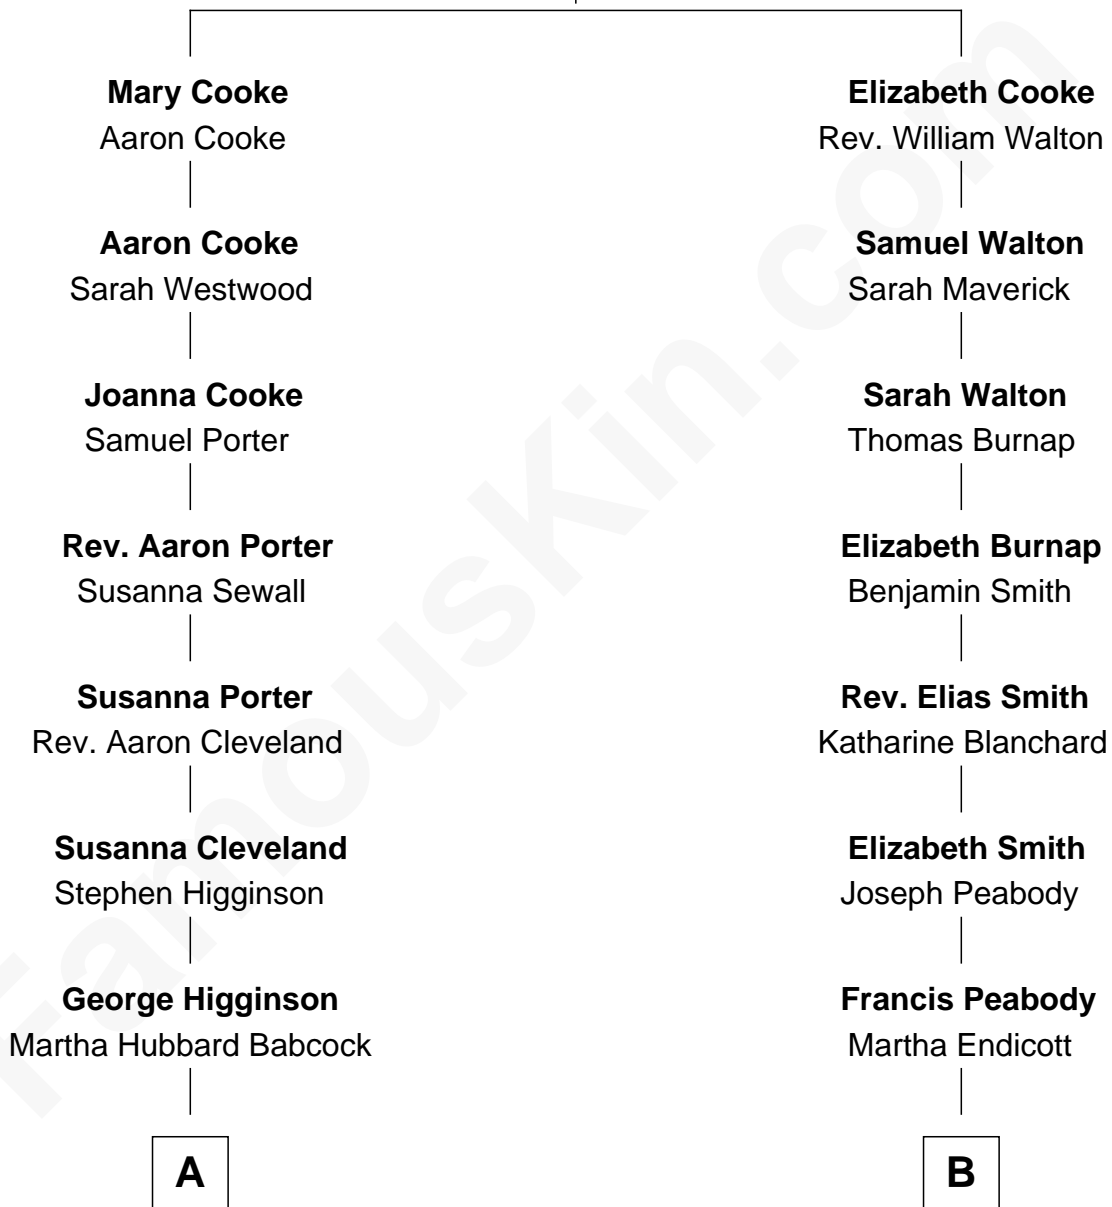 Mary Cooke
Aaron Cooke
Elizabeth Cooke
Rev. William Walton
Aaron Cooke
Sarah Westwood
Samuel Walton
Sarah Maverick
Joanna Cooke
Samuel Porter
Sarah Walton
Thomas Burnap
Rev. Aaron Porter
Susanna Sewall
Elizabeth Burnap
Benjamin Smith
Susanna Porter
Rev. Aaron Cleveland
Rev. Elias Smith
Katharine Blanchard
Susanna Cleveland
Stephen Higginson
Elizabeth Smith
Joseph Peabody
George Higginson
Martha Hubbard Babcock
Francis Peabody
Martha Endicott
A
B
FamousKin.com